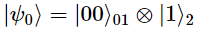 |ψ₀⟩ = |00⟩₀₁ ⊗ |1⟩₂